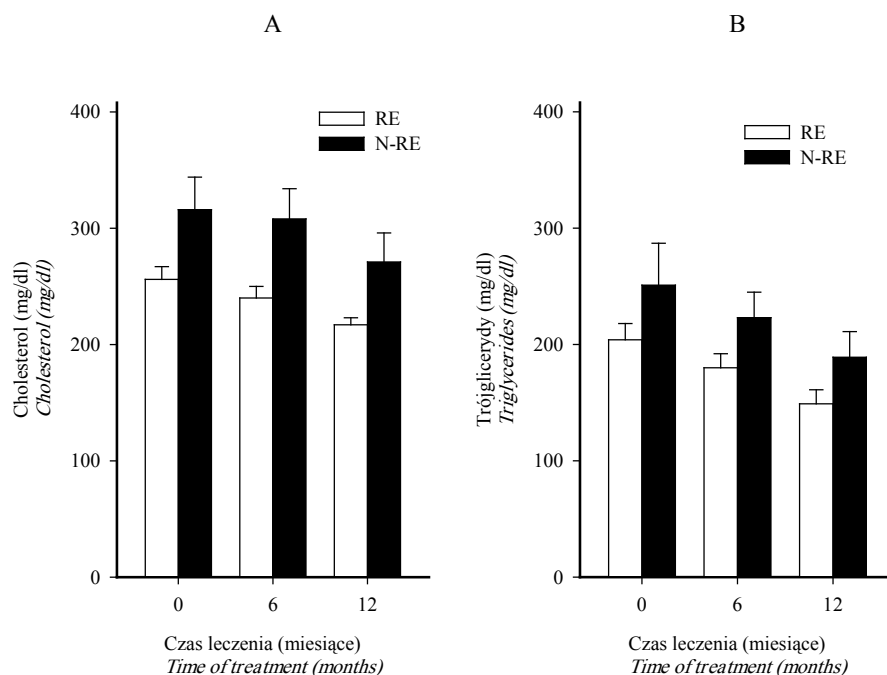 A
400
300
200
100
0
RE
N-RE
Cholesterol (mg/dl)
Cholesterol (mg/dl)
0 6 12
Czas leczenia (miesiące)
Time of treatment (months)
B
400
300
200
100
0
RE
N-RE
Trójglicerydy (mg/dl)
Triglycerides (mg/dl)
0 6 12
Czas leczenia (miesiące)
Time of treatment (months)